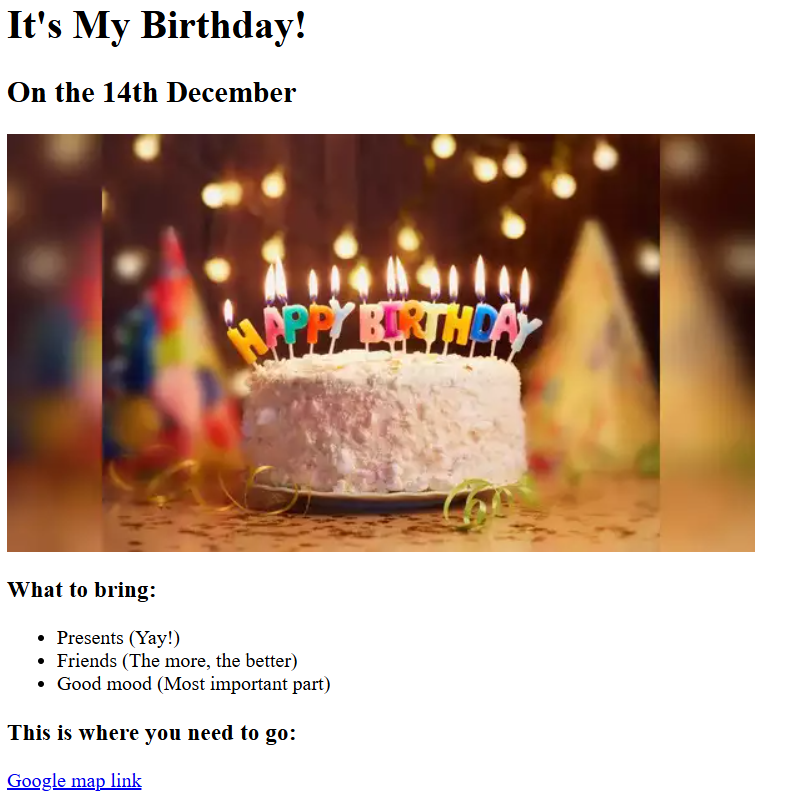 It's My Birthday!
On the 14th December
HAPPY BIRTHDAY
What to bring:
Presents (Yay!)
Friends (The more, the better)
Good mood (Most important part)
This is where you need to go:
Google map link